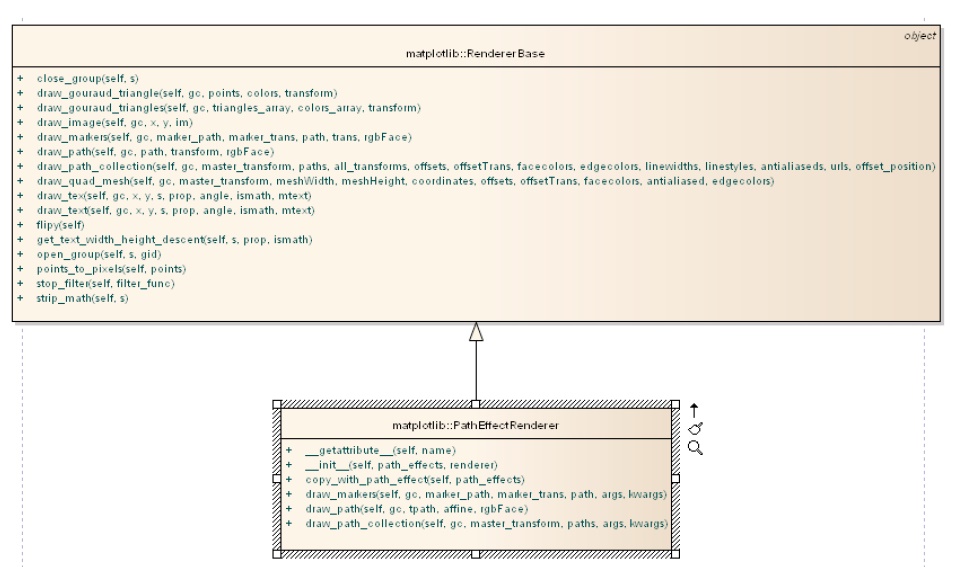 object
matplotlib::RendererBase
+ close_group(self, s)
+ draw_gouraud_triangle(self, gc, points, colors, transform)
+ draw_gouraud_triangles(self, gc, triangles_array, colors_array, transform)
+ draw_image(self, gc, x, y, im)
+ draw_markers(self, gc, marker_path, marker_trans, path, trans, rgbFace)
+ draw_path(self, gc, path, transform, rgbFace)
+ draw_path_collection(self, gc, master_transform, paths, all_transforms, offsets, offsetTrans, facecolors, edgecolors, linewidths, linestyles, antialiaseds, urls, offset_position)
+ draw_quad_mesh(self, gc, master_transform, meshWidth, meshHeight, coordinates, offsets, offsetTrans, facecolors, antialiased, edgecolors)
+ draw_tex(self, gc, x, y, s, prop, angle, ismath, mtext)
+ draw_text(self, gc, x, y, s, prop, angle, ismath, mtext)
+ flipy(self)
+ get_text_width_height_descent(self, s, prop, ismath)
+ open_group(self, s, gid)
+ points_to_pixels(self, points)
+ stop_filter(self, filter_func)
+ strip_math(self, s)
matplotlib::PathEffectRenderer
+ __getattribute__(self, name)
+ __init__(self, path_effects, renderer)
+ copy_with_path_effect(self, path_effects)
+ draw_markers(self, gc, marker_path, marker_trans, path, args, kwargs)
+ draw_path(self, gc, tpath, affine, rgbFace)
+ draw_path_collection(self, gc, master_transform, paths, args, kwargs)